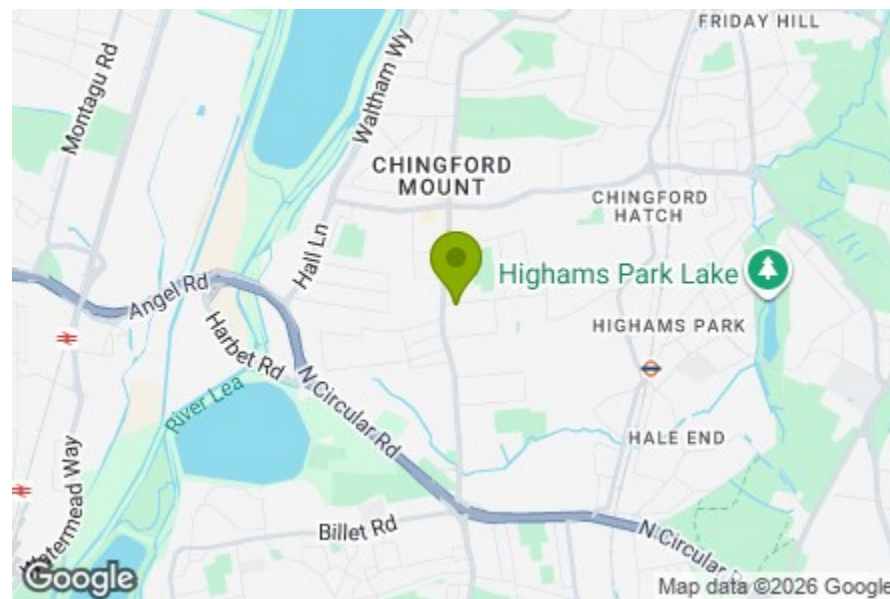 FRIDAY HILL
Montagu Rd
Waltham Wy
CHINGFORD
MOUNT
CHINGFORD
HATCH
Hall Ln
Highams Park Lake
Angel Rd
HIGHAMS PARK
Harbet Rd
River Lea
N Circular Rd
HALE END
Watermead Way
Billet Rd
N Circular
Google
Map data ©2026 Google